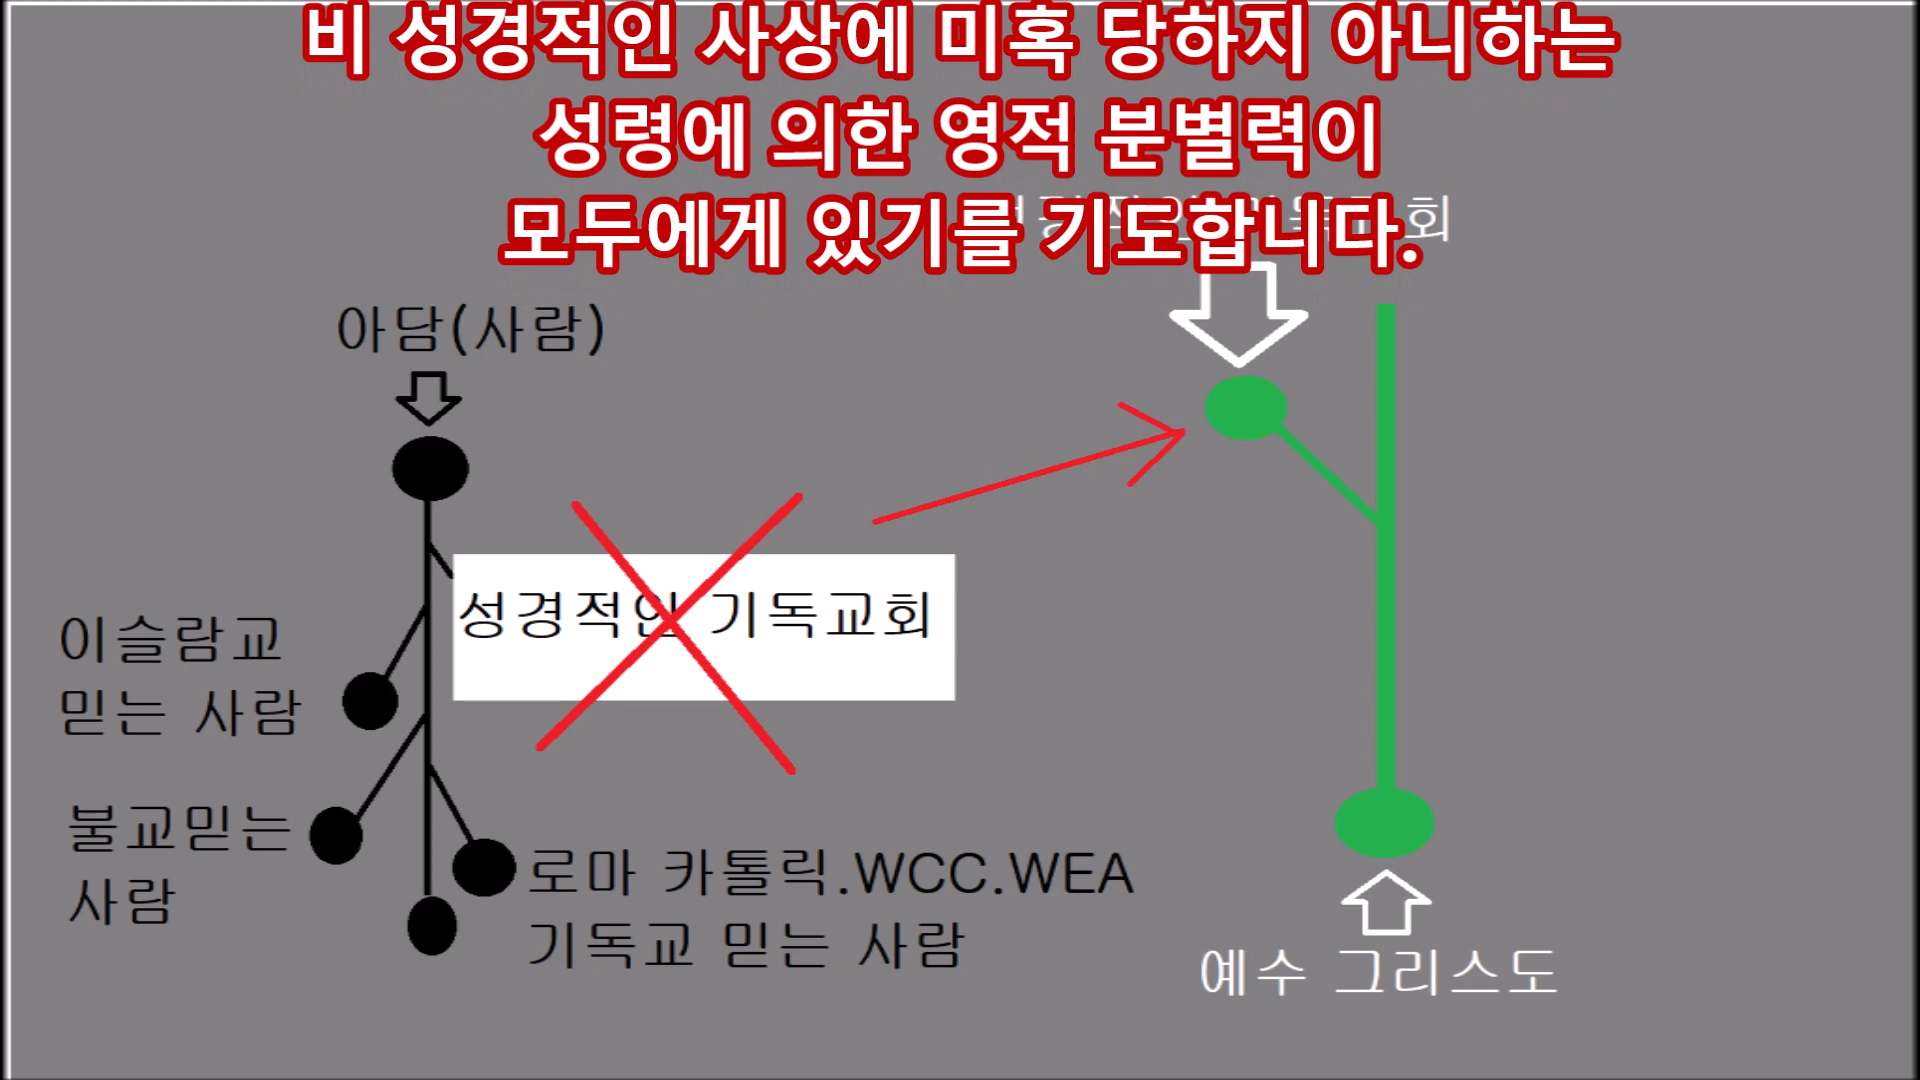 비 성경적인 사상에 미혹 당하지 아니하는
성령에 의한 영적 분별력이
모두에게 있기를 기도합니다.
아담(사람)
성경적인 기독교회
이슬람교
믿는 사람
불교믿는
사람
로마 카톨릭.WCC.WEA
기독교 믿는 사람
예수 그리스도